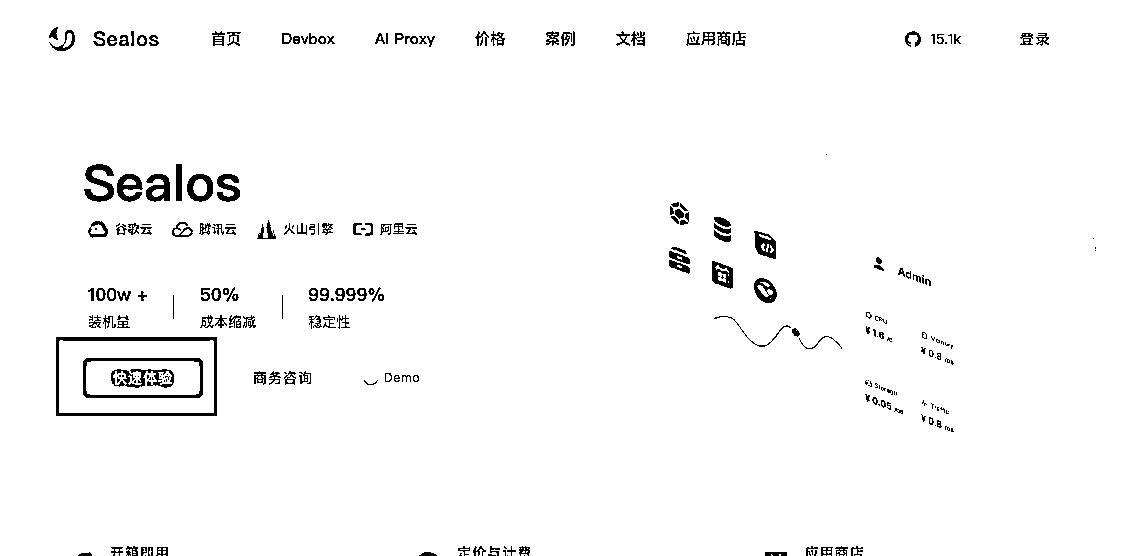 Sealos 首页 Devbox AI Proxy 价格 案例 文档 应用商店 15.1k 登录
Sealos
谷歌云 腾讯云 火山引擎 阿里云
100w + 50% 99.999%
装机量 成本缩减 稳定性
快速体验 商务咨询 Demo
Admin
CPU Memory
¥1.6 ¥0.8
Storage Traffic
¥0.05 ¥0.8
开箱即用 定价与计费 应用商店